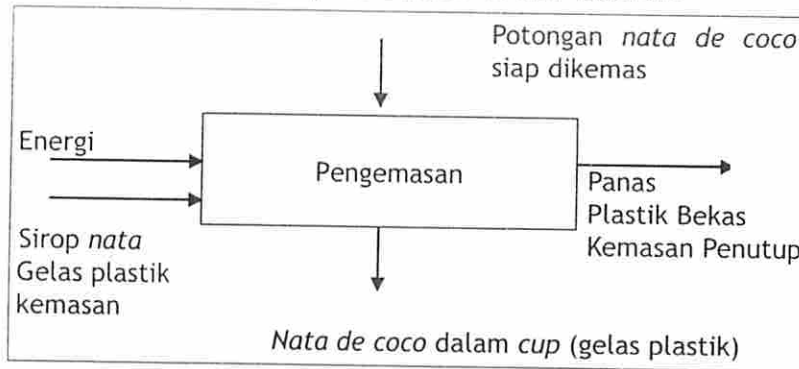 Potongan nata de coco
siap dikemas
Energi
Pengemasan
Panas
Plastik Bekas
Kemasan Penutup
Sirop nata
Gelas plastik
kemasan
Nata de coco dalam cup (gelas plastik)